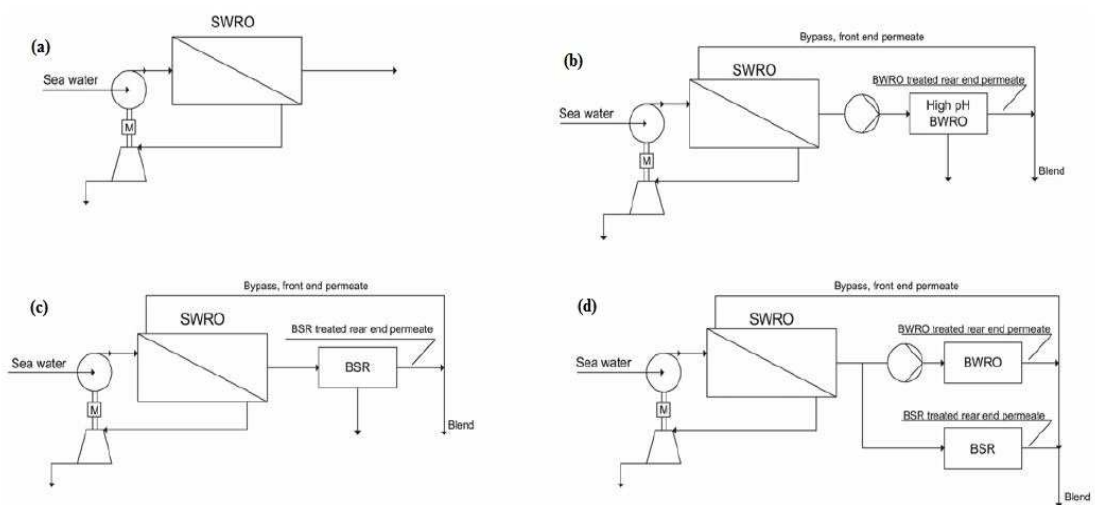 (a)
SWRO
Sea water
M
(b)
Bypass, front end permeate
SWRO
BWRO treated rear end permeate
Sea water
High pH
BWRO
M
Blend
(c)
Bypass, front end permeate
SWRO
BSR treated rear end permeate
Sea water
BSR
M
Blend
(d)
Bypass, front end permeate
SWRO
BWRO treated rear end permeate
Sea water
BWRO
M
BSR treated rear end permeate
BSR
Blend